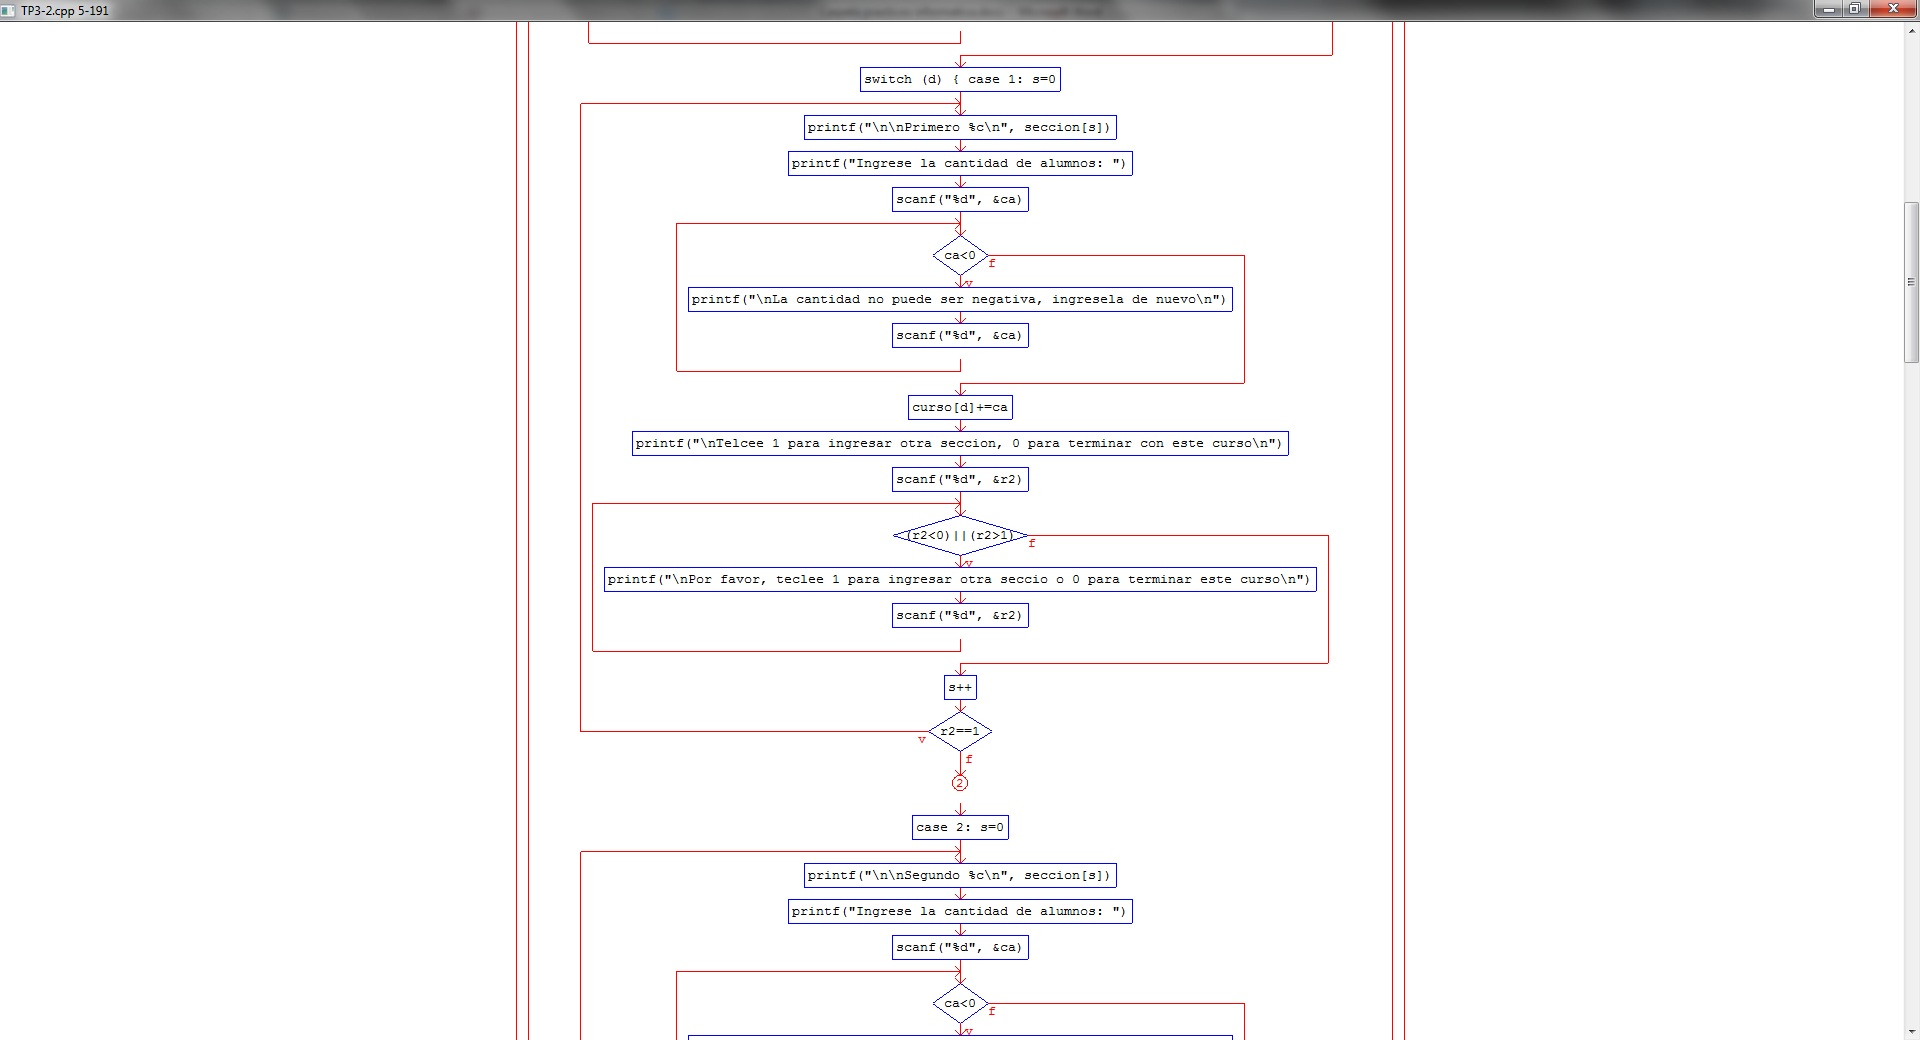 TP3-2.cpp 5-191
switch (d) { case 1: s=0
printf("\n\nPrimero %c\n", seccion[s])
printf("Ingrese la cantidad de alumnos: ")
scanf("%d", &ca)
ca<0
f
v
printf("\nLa cantidad no puede ser negativa, ingresela de nuevo\n")
scanf("%d", &ca)
curso[d]+=ca
printf("\nTelcee 1 para ingresar otra seccion, 0 para terminar con este curso\n")
scanf("%d", &r2)
(r2<0)||(r2>1)
f
v
printf("\nPor favor, teclee 1 para ingresar otra seccio o 0 para terminar este curso\n")
scanf("%d", &r2)
s++
r2==1
v
f
2
case 2: s=0
printf("\n\nSegundo %c\n", seccion[s])
printf("Ingrese la cantidad de alumnos: ")
scanf("%d", &ca)
ca<0
f
v